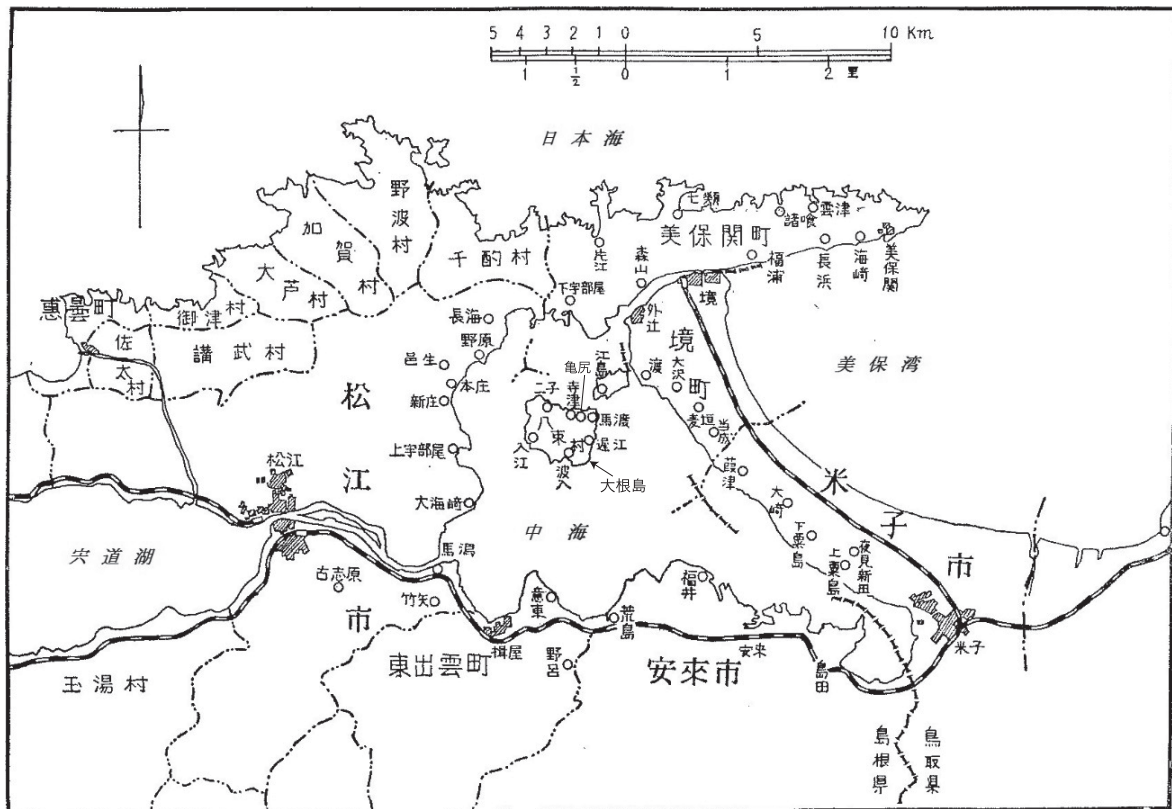 5 4 3 2 1 0 5 10 Km
1 ½ 0 1 2 里
日本海
野波村
加賀村
大芦村
千酌村
御津村
講武村
恵曇町
佐太村
片江
七類
諸喰
雲津
美保関町
福浦
長浜
海崎
美保関
森山
下宇部尾
長海
野原
邑生
本庄
新庄
上宇部尾
大海崎
松江市
松江
境
外江
境町
渡
大沢
麦垣
当成
葭津
大崎
下粟島
上粟島
夜見新田
美保湾
江島
亀尻
寺津
二子
馬渡
遅江
八束村
入江
波入
大根島
中海
米子市
米子
宍道湖
古志原
馬潟
竹矢
揖屋
意東
荒島
福井
野呂
安来
島田
東出雲町
安來市
玉湯村
島根県
鳥取県